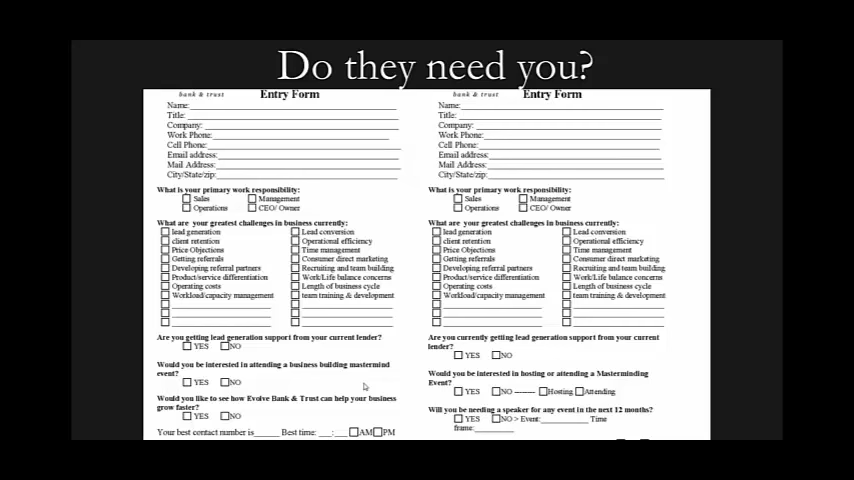 Do they need you?
bank & trust Entry Form
Name:
Title:
Company:
Work Phone:
Cell Phone:
Email address:
Mail Address:
City/State/zip:
What is your primary work responsibility:
Sales Management
Operations CEO/ Owner
What are your greatest challenges in business currently:
lead generation Lead conversion
client retention Operational efficiency
Price Objections Time management
Getting referrals Consumer direct marketing
Developing referral partners Recruiting and team building
Product/service differentiation Work/Life balance concerns
Operating costs Length of business cycle
Workload/capacity management team training & development
Are you getting lead generation support from your current lender?
YES NO
Would you be interested in attending a business building mastermind
event?
YES NO
Would you like to see how Evolve Bank & Trust can help your business
grow faster?
YES NO
Your best contact number is______ Best time: ___:___ AM PM
bank & trust Entry Form
Name:
Title:
Company:
Work Phone:
Cell Phone:
Email address:
Mail Address:
City/State/zip:
What is your primary work responsibility:
Sales Management
Operations CEO/ Owner
What are your greatest challenges in business currently:
lead generation Lead conversion
client retention Operational efficiency
Price Objections Time management
Getting referrals Consumer direct marketing
Developing referral partners Recruiting and team building
Product/service differentiation Work/Life balance concerns
Operating costs Length of business cycle
Workload/capacity management team training & development
Are you currently getting lead generation support from your current
lender?
YES NO
Would you be interested in hosting or attending a Masterminding
Event?
YES NO -------- Hosting Attending
Will you be needing a speaker for any event in the next 12 months?
YES NO > Event:___________ Time
frame:_________